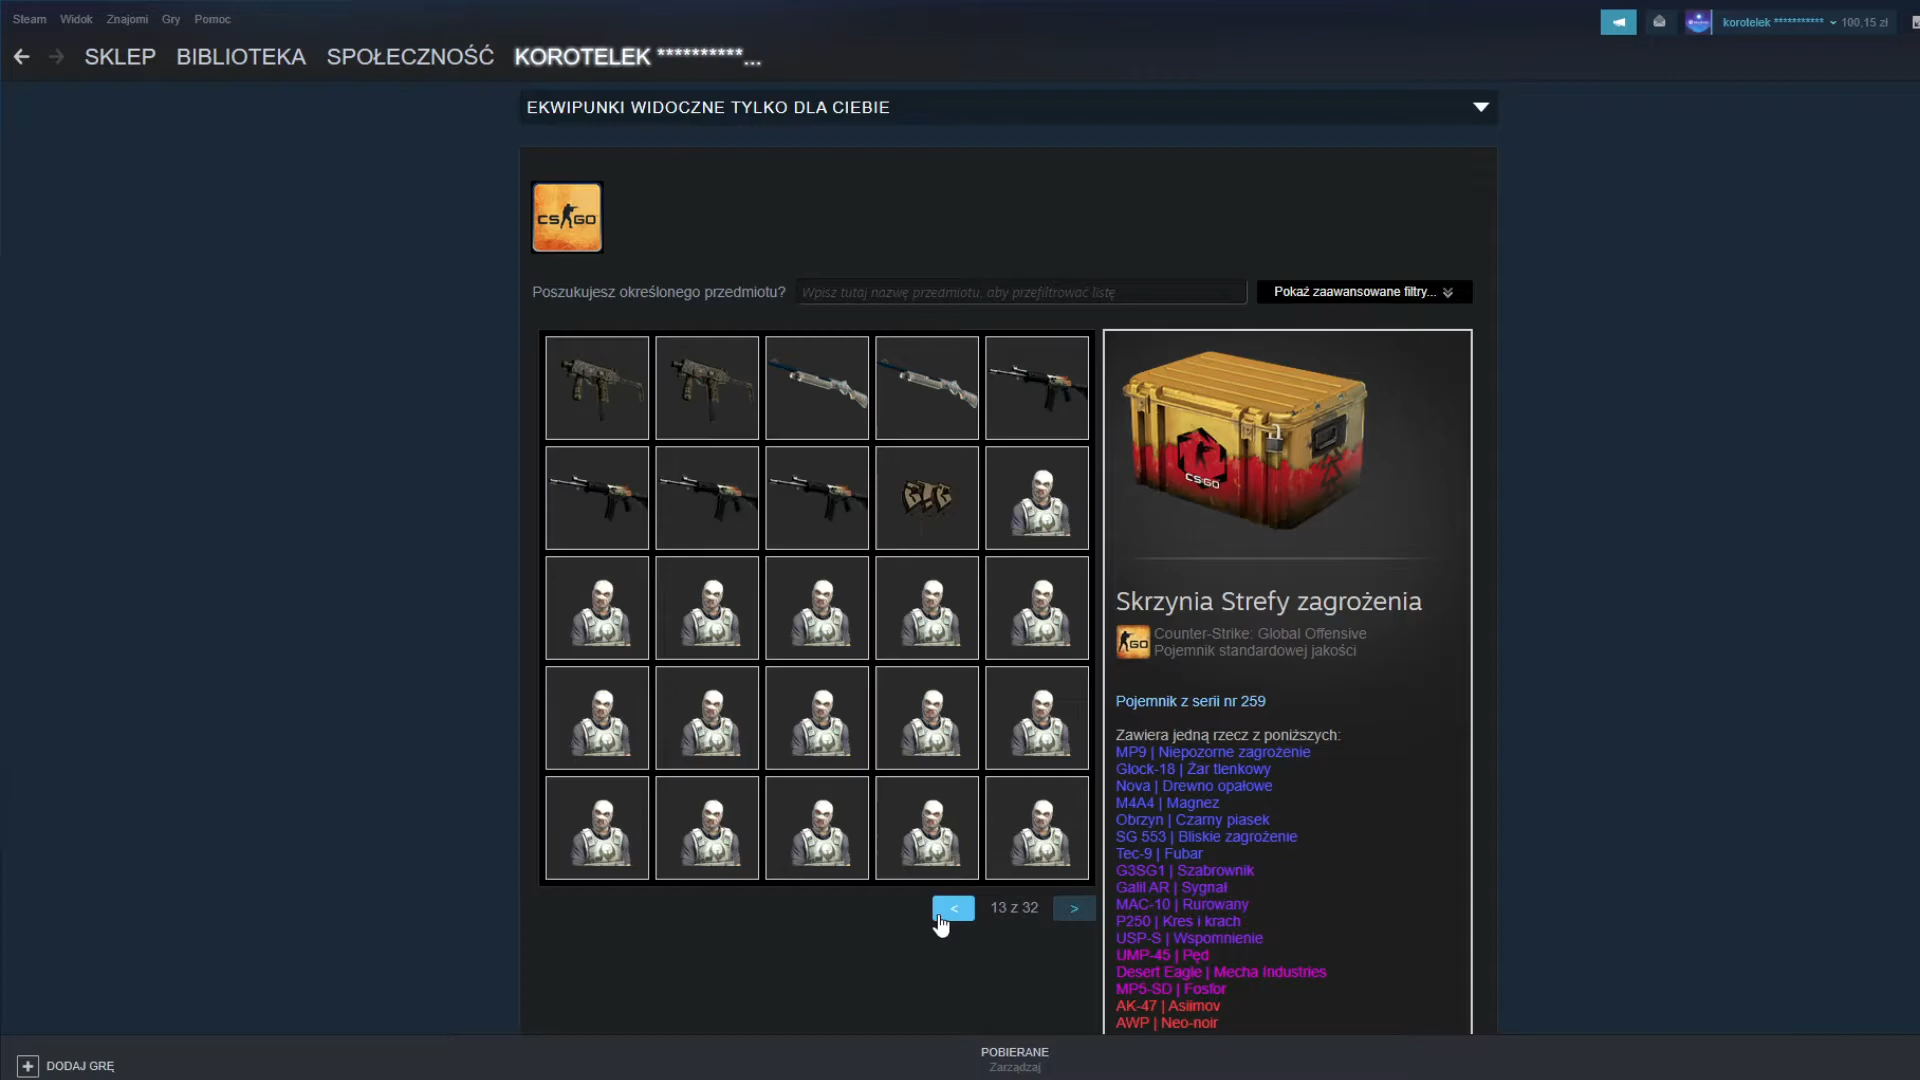 Steam Widok Znajomi Gry Pomoc
korotelek *********** 100,15 zł
SKLEP BIBLIOTEKA SPOŁECZNOŚĆ KOROTELEK **********...
EKWIPUNKI WIDOCZNE TYLKO DLA CIEBIE
CS GO
Poszukujesz określonego przedmiotu? Wpisz tutaj nazwę przedmiotu, aby przefiltrować listę Pokaż zaawansowane filtry...
CS GO
Skrzynia Strefy zagrożenia
GO
Counter-Strike: Global Offensive
Pojemnik standardowej jakości
Pojemnik z serii nr 259
Zawiera jedną rzecz z poniższych:
MP9 | Niepozorne zagrożenie
Glock-18 | Żar tlenkowy
Nova | Drewno opałowe
M4A4 | Magnez
Obrzyn | Czarny piasek
SG 553 | Bliskie zagrożenie
Tec-9 | Fubar
G3SG1 | Szabrownik
Galil AR | Sygnał
MAC-10 | Rurowany
P250 | Kres i krach
USP-S | Wspomnienie
UMP-45 | Pęd
Desert Eagle | Mecha Industries
MP5-SD | Fosfor
AK-47 | Asiimov
AWP | Neo-noir
< 13 z 32 >
DODAJ GRĘ
POBIERANE
Zarządzaj